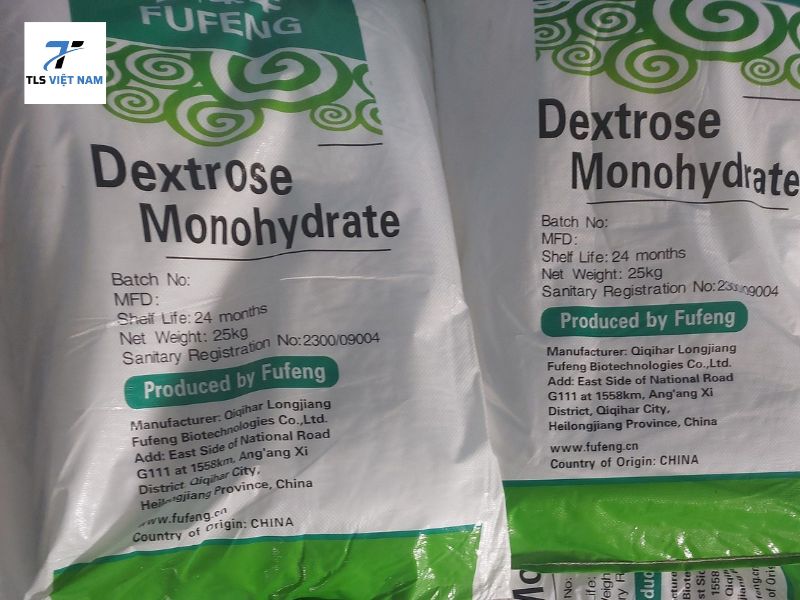 TLS VIỆT NAM
FUFENG
Dextrose
Monohydrate
Batch No:
MFD:
Shelf Life: 24 months
Net Weight: 25kg
Sanitary Registration No:2300/09004
Produced by Fufeng
Manufacturer: Qiqihar Longjiang
Fufeng Biotechnologies Co.,Ltd.
Add: East Side of National Road
G111 at 1558km, Ang'ang Xi
District, Qiqihar City,
Heilongjiang Province, China
www.fufeng.cn
Country of Origin: CHINA
Dextrose
Monohydrate
Batch No:
MFD:
Shelf Life: 24 months
Net Weight: 25kg
Sanitary Registration No:2300/09004
Produced by Fufeng
Manufacturer: Qiqihar Longjiang
Fufeng Biotechnologies Co.,Ltd.
Add: East Side of National Road
G111 at 1558km, Ang'ang Xi
District, Qiqihar City,
Heilongjiang Province, China
www.fufeng.cn
Country of Origin: CHINA